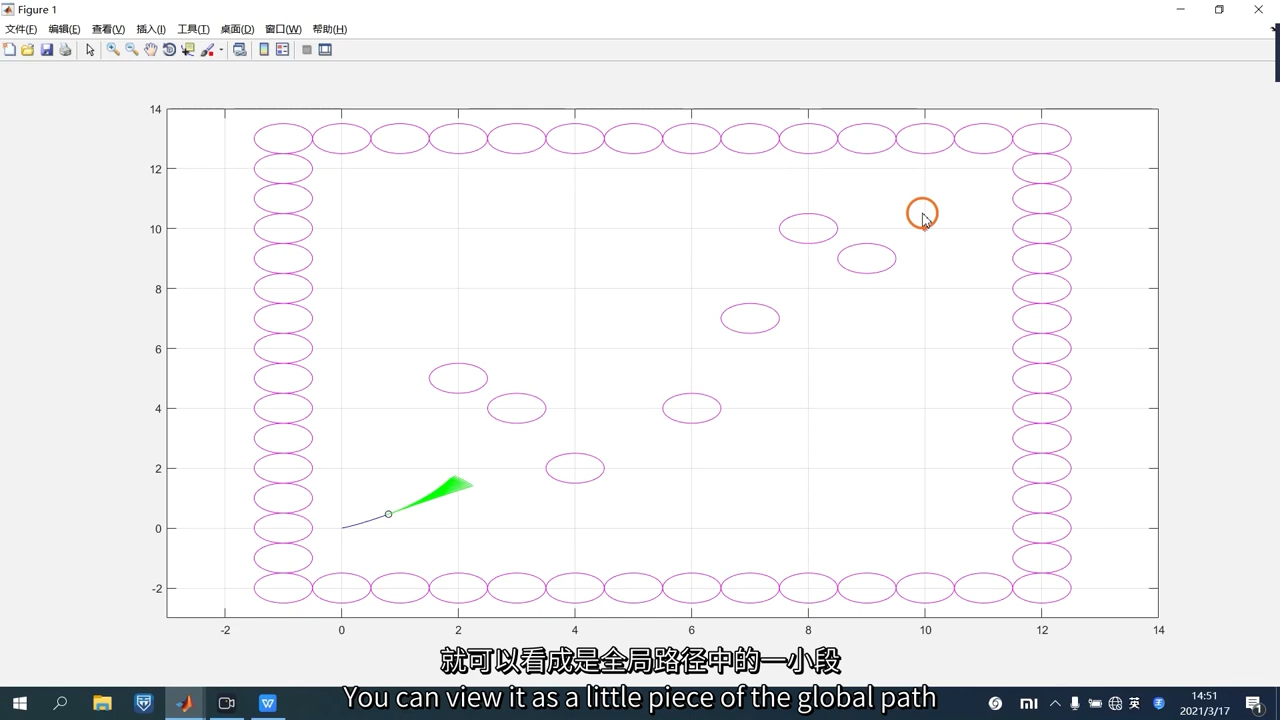 Figure 1
文件(F) 编辑(E) 查看(V) 插入(I) 工具(T) 桌面(D) 窗口(W) 帮助(H)
14
12
10
8
6
4
2
0
-2
-2 0 2 4 6 8 10 12 14
就可以看成是全局路径中的一小段
You can view it as a little piece of the global path
英
14:51
2021/3/17
1